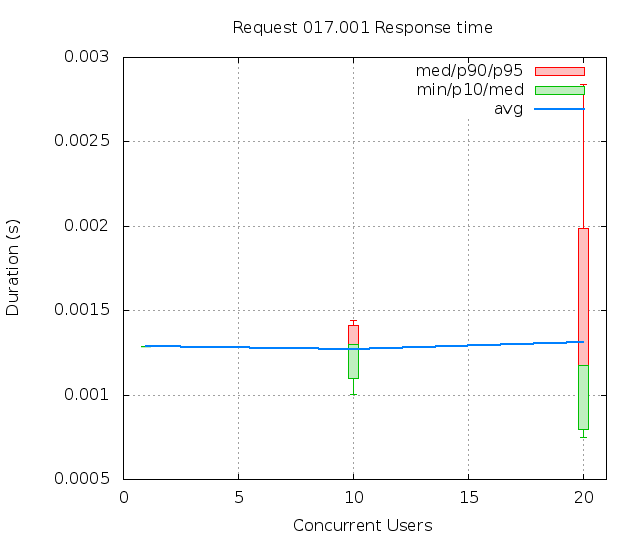 Request 017.001 Response time
0.003
0.0025
0.002
0.0015
0.001
0.0005
Duration (s)
med/p90/p95
min/p10/med
avg
0 5 10 15 20
Concurrent Users